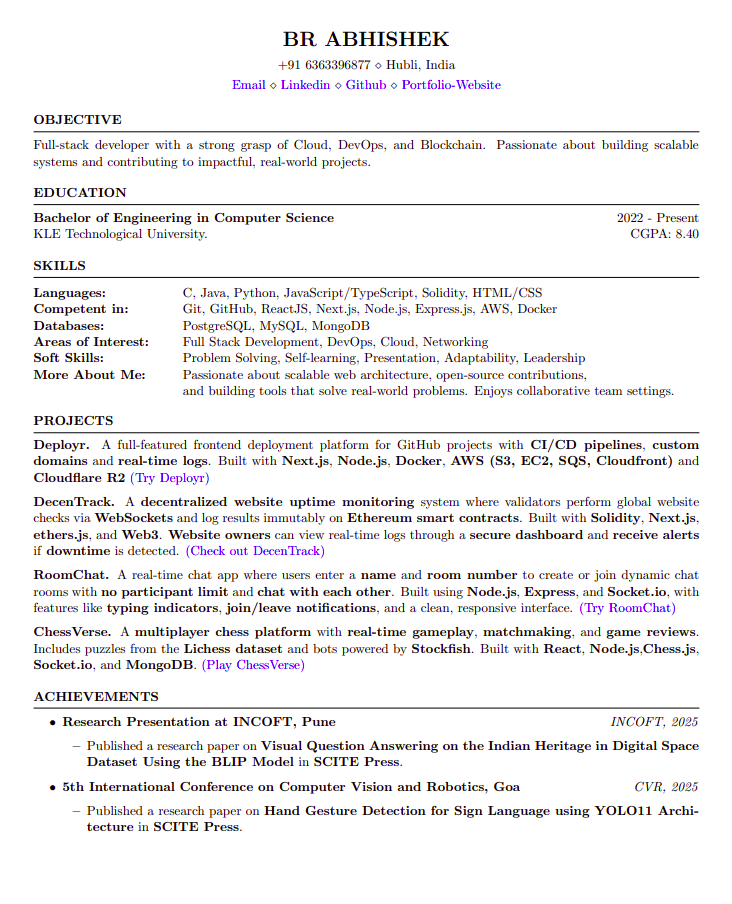 BR ABHISHEK
+91 6363396877 ⋄ Hubli, India
Email ⋄ Linkedin ⋄ Github ⋄ Portfolio-Website
OBJECTIVE
Full-stack developer with a strong grasp of Cloud, DevOps, and Blockchain. Passionate about building scalable
systems and contributing to impactful, real-world projects.
EDUCATION
Bachelor of Engineering in Computer Science 2022 - Present
KLE Technological University. CGPA: 8.40
SKILLS
Languages: C, Java, Python, JavaScript/TypeScript, Solidity, HTML/CSS
Competent in: Git, GitHub, ReactJS, Next.js, Node.js, Express.js, AWS, Docker
Databases: PostgreSQL, MySQL, MongoDB
Areas of Interest: Full Stack Development, DevOps, Cloud, Networking
Soft Skills: Problem Solving, Self-learning, Presentation, Adaptability, Leadership
More About Me: Passionate about scalable web architecture, open-source contributions,
and building tools that solve real-world problems. Enjoys collaborative team settings.
PROJECTS
Deployr. A full-featured frontend deployment platform for GitHub projects with CI/CD pipelines, custom
domains and real-time logs. Built with Next.js, Node.js, Docker, AWS (S3, EC2, SQS, Cloudfront) and
Cloudflare R2 (Try Deployr)
DecenTrack. A decentralized website uptime monitoring system where validators perform global website
checks via WebSockets and log results immutably on Ethereum smart contracts. Built with Solidity, Next.js,
ethers.js, and Web3. Website owners can view real-time logs through a secure dashboard and receive alerts
if downtime is detected. (Check out DecenTrack)
RoomChat. A real-time chat app where users enter a name and room number to create or join dynamic chat
rooms with no participant limit and chat with each other. Built using Node.js, Express, and Socket.io, with
features like typing indicators, join/leave notifications, and a clean, responsive interface. (Try RoomChat)
ChessVerse. A multiplayer chess platform with real-time gameplay, matchmaking, and game reviews.
Includes puzzles from the Lichess dataset and bots powered by Stockfish. Built with React, Node.js,Chess.js,
Socket.io, and MongoDB. (Play ChessVerse)
ACHIEVEMENTS
• Research Presentation at INCOFT, Pune INCOFT, 2025
– Published a research paper on Visual Question Answering on the Indian Heritage in Digital Space
Dataset Using the BLIP Model in SCITE Press.
• 5th International Conference on Computer Vision and Robotics, Goa CVR, 2025
– Published a research paper on Hand Gesture Detection for Sign Language using YOLO11 Archi-
tecture in SCITE Press.